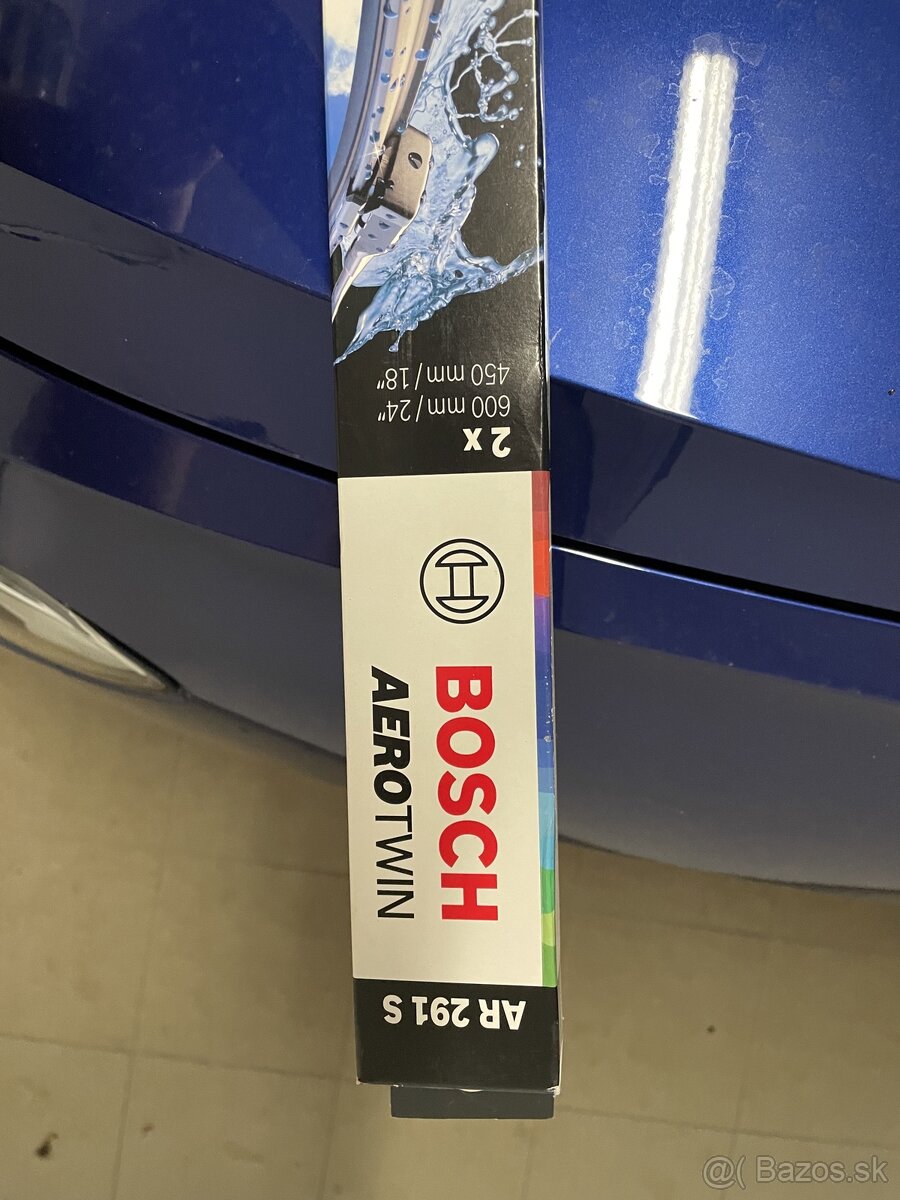 2 x
600 mm / 24"
450 mm / 18"
BOSCH
AEROTWIN
AR 291 S
@( Bazos.sk